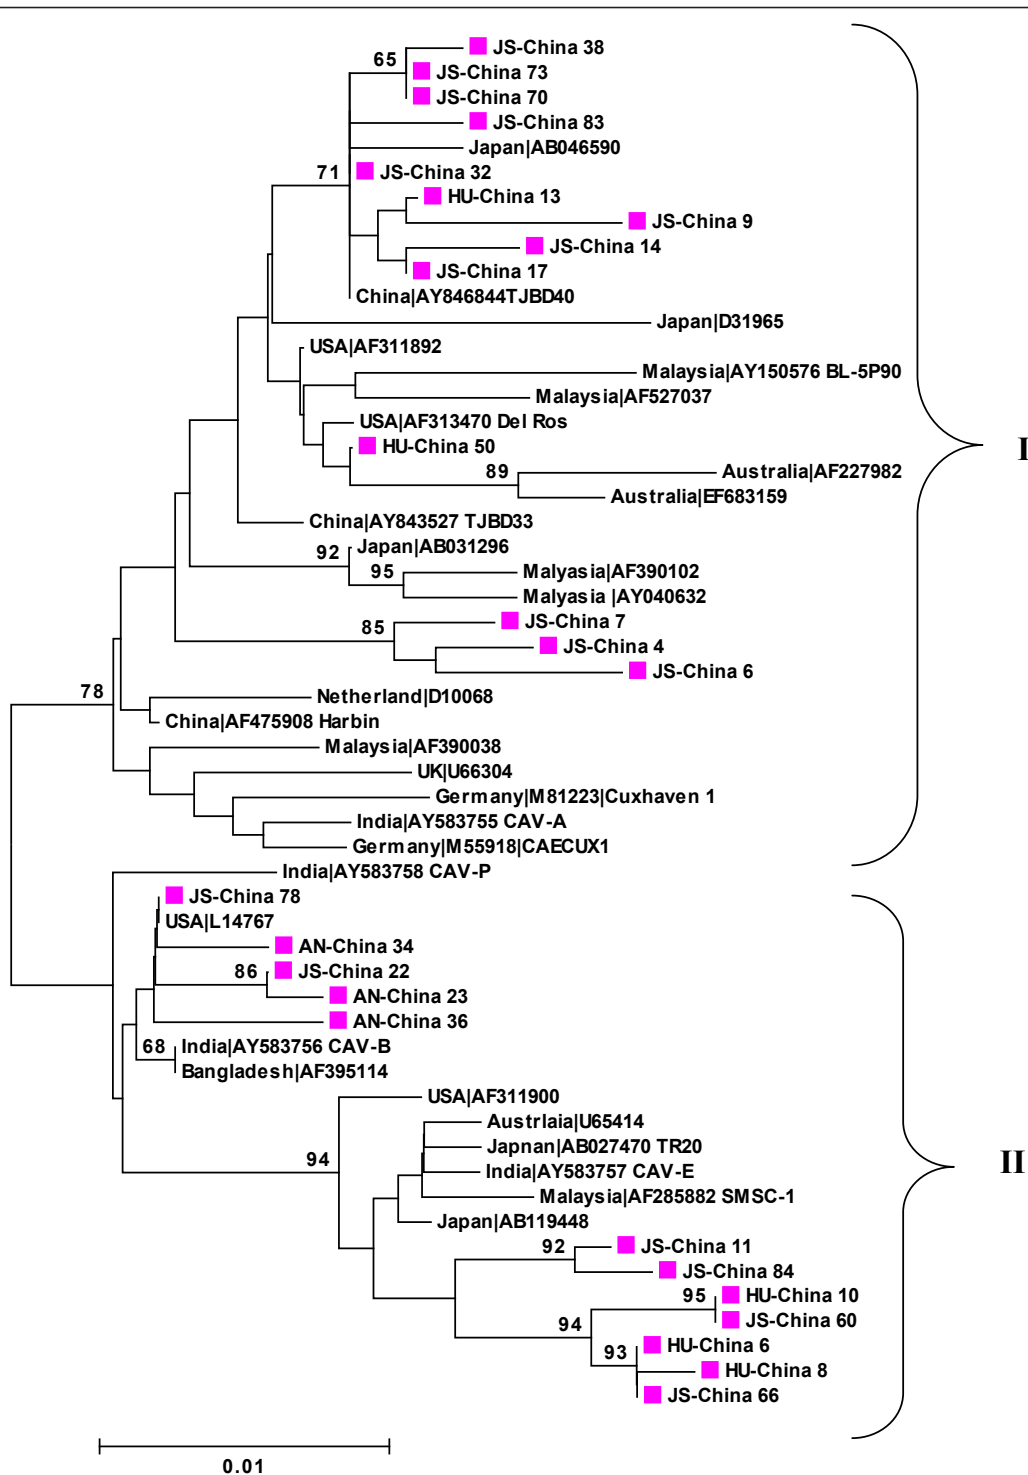 JS-China 38
65
JS-China 73
JS-China 70
JS-China 83
Japan|AB046590
71
JS-China 32
HU-China 13
JS-China 9
JS-China 14
JS-China 17
China|AY846844TJBD40
Japan|D31965
USA|AF311892
Malaysia|AY150576 BL-5P90
Malaysia|AF527037
USA|AF313470 Del Ros
HU-China 50
I
89
Australia|AF227982
Australia|EF683159
China|AY843527 TJBD33
92
Japan|AB031296
95
Malyasia|AF390102
Malyasia |AY040632
JS-China 7
85
JS-China 4
JS-China 6
78
Netherland|D10068
China|AF475908 Harbin
Malaysia|AF390038
UK|U66304
Germany|M81223|Cuxhaven 1
India|AY583755 CAV-A
Germany|M55918|CAECUX1
India|AY583758 CAV-P
JS-China 78
USA|L14767
AN-China 34
86
JS-China 22
AN-China 23
AN-China 36
68
India|AY583756 CAV-B
Bangladesh|AF395114
USA|AF311900
Austrlaia|U65414
Japnan|AB027470 TR20
94
India|AY583757 CAV-E
II
Malaysia|AF285882 SMSC-1
Japan|AB119448
92
JS-China 11
JS-China 84
95
HU-China 10
JS-China 60
94
HU-China 6
93
HU-China 8
JS-China 66
0.01